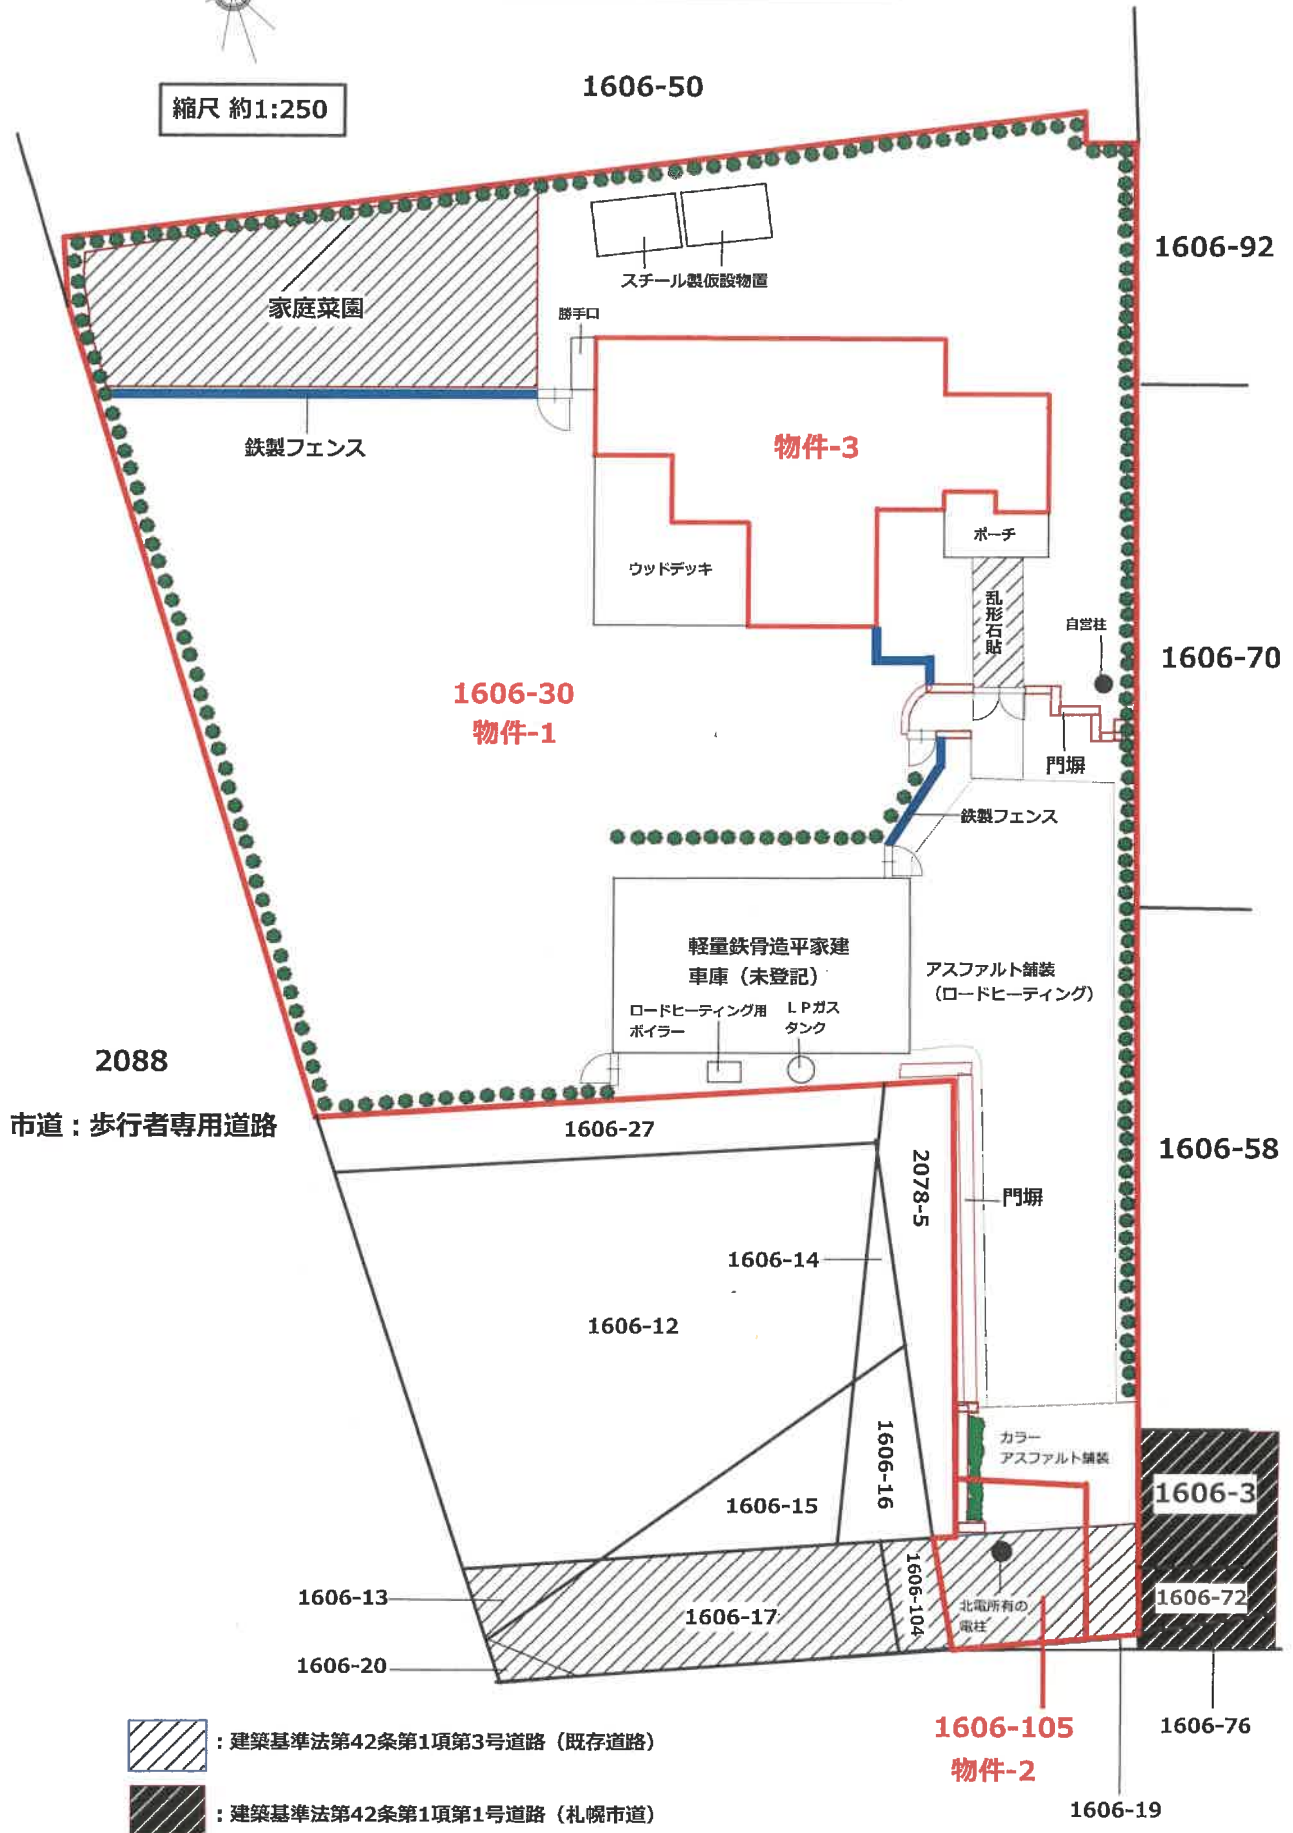 縮尺 約1:250
1606-50
1606-92
スチール製仮設物置
家庭菜園
勝手口
鉄製フェンス
物件-3
ポーチ
ウッドデッキ
乱形石貼
自営柱
1606-70
1606-30
物件-1
門塀
鉄製フェンス
軽量鉄骨造平家建
車庫（未登記）
アスファルト舗装
（ロードヒーティング）
ロードヒーティング用
ボイラー
ＬＰガス
タンク
2088
市道：歩行者専用道路
1606-27
1606-58
2078-5
門塀
1606-14
1606-12
カラー
アスファルト舗装
1606-16
1606-3
1606-15
1606-13
1606-17
1606-104
北電所有の
電柱
1606-72
1606-20
1606-105
物件-2
1606-76
1606-19
：建築基準法第42条第1項第3号道路（既存道路）
：建築基準法第42条第1項第1号道路（札幌市道）